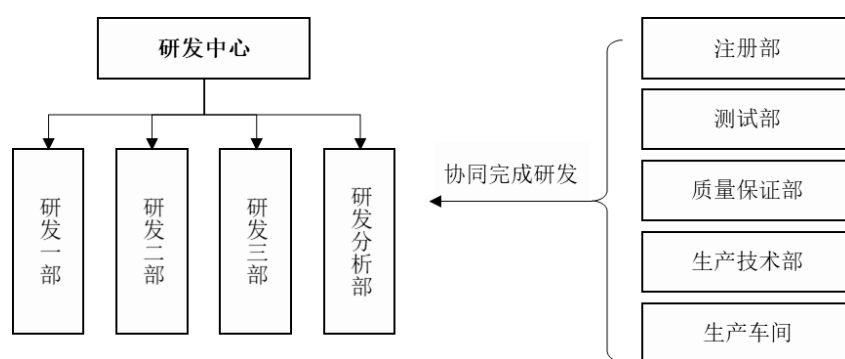 研发中心
研发一部
研发二部
研发三部
研发分析部
协同完成研发
注册部
测试部
质量保证部
生产技术部
生产车间